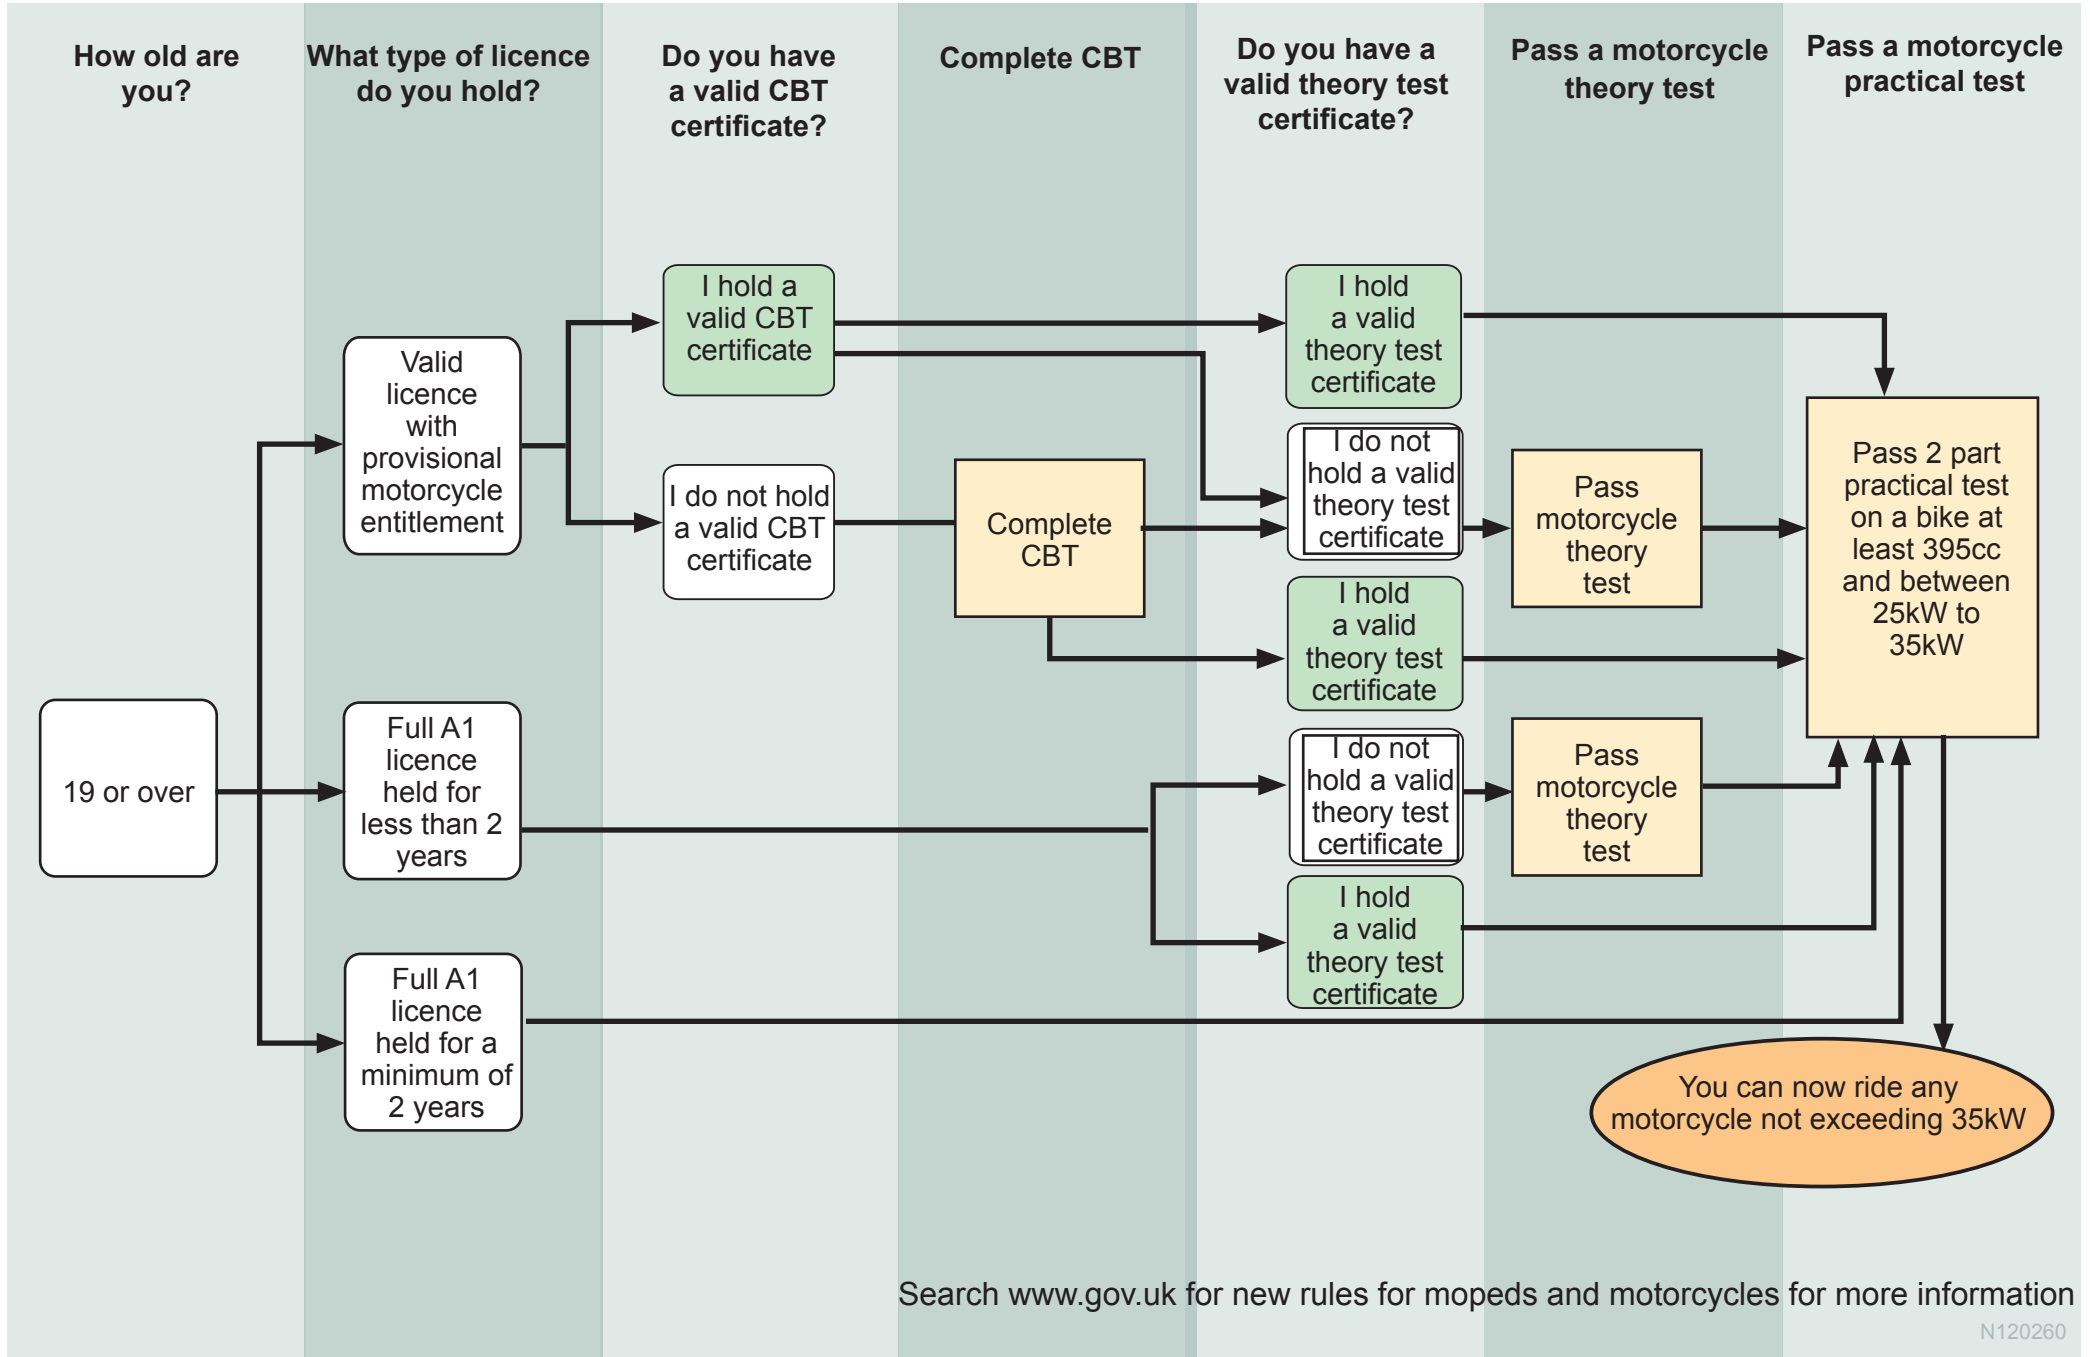 How old are
you?
What type of licence
do you hold?
Do you have
a valid CBT
certificate?
Complete CBT
Do you have a
valid theory test
certificate?
Pass a motorcycle
theory test
Pass a motorcycle
practical test
19 or over
Valid
licence
with
provisional
motorcycle
entitlement
Full A1
licence
held for
less than 2
years
Full A1
licence
held for a
minimum of
2 years
I hold a
valid CBT
certificate
I do not hold
a valid CBT
certificate
Complete
CBT
I hold
a valid
theory test
certificate
I do not
hold a valid
theory test
certificate
I hold
a valid
theory test
certificate
I do not
hold a valid
theory test
certificate
I hold
a valid
theory test
certificate
Pass
motorcycle
theory
test
Pass
motorcycle
theory
test
Pass 2 part
practical test
on a bike at
least 395cc
and between
25kW to
35kW
You can now ride any
motorcycle not exceeding 35kW
Search www.gov.uk for new rules for mopeds and motorcycles for more information
N120260